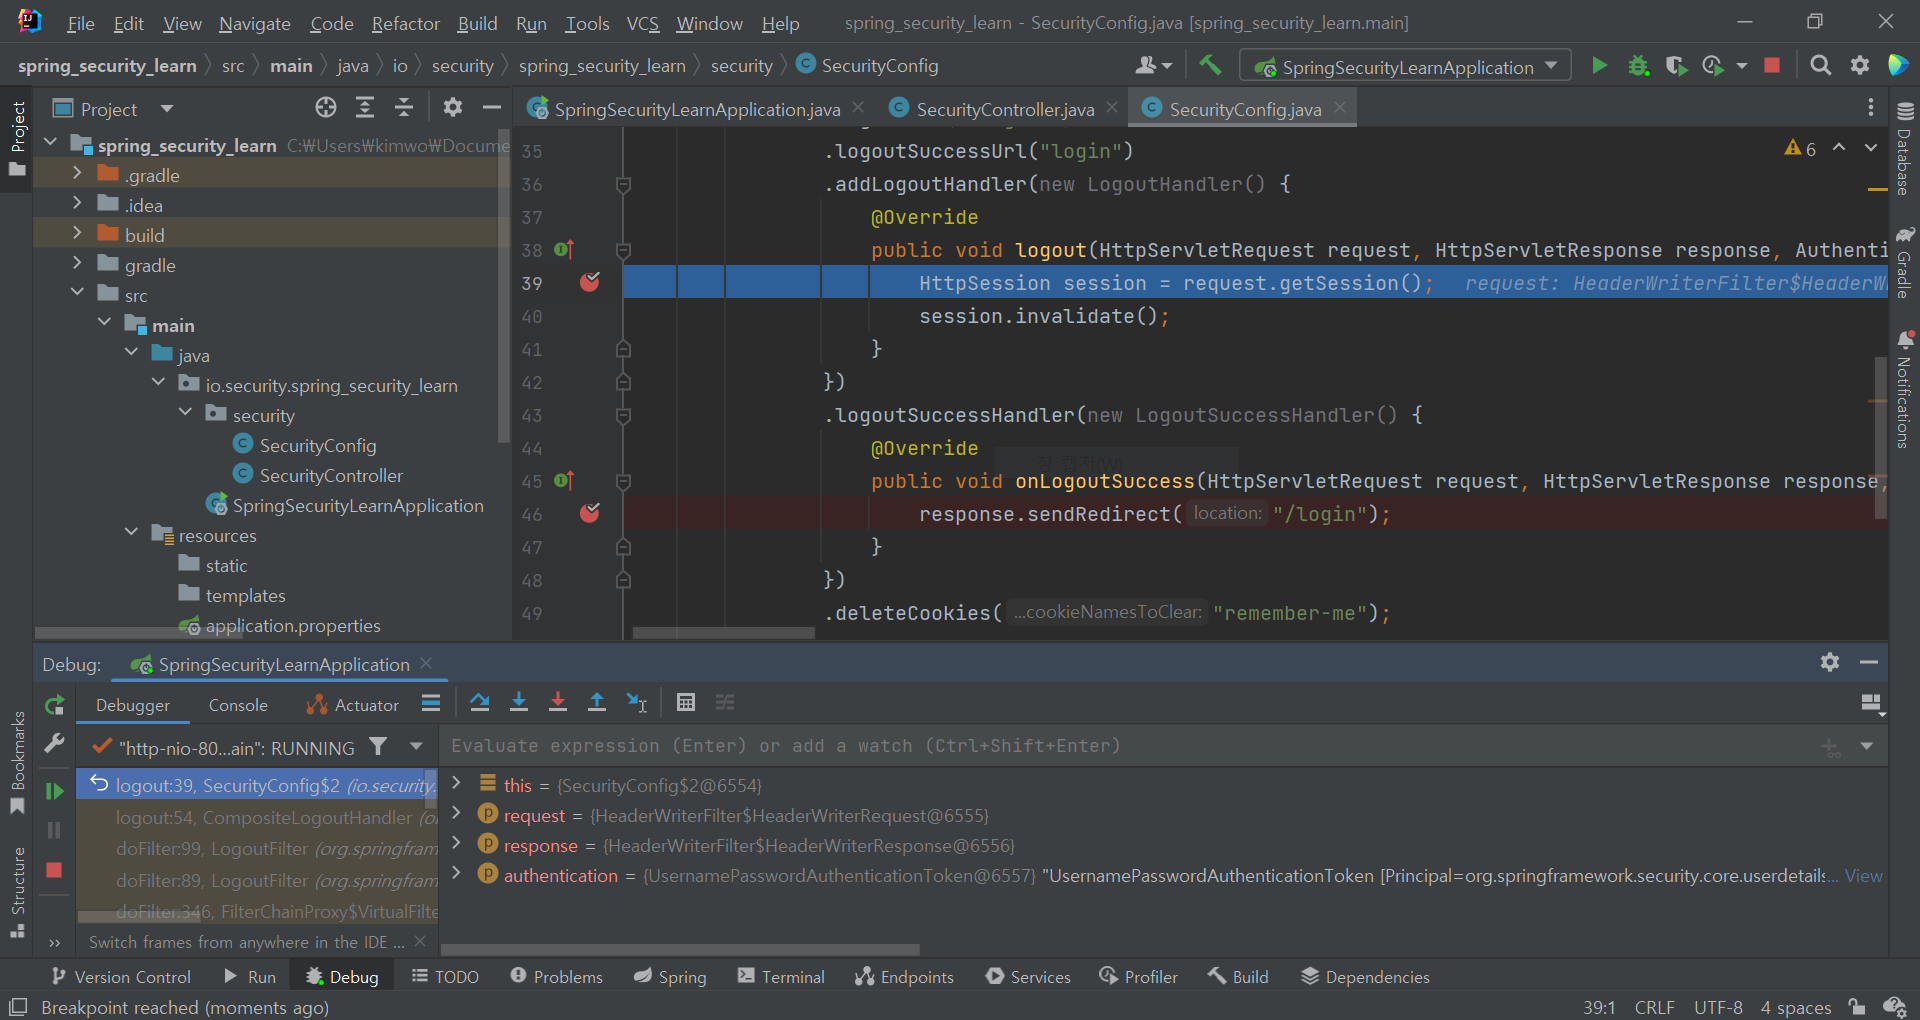 File Edit View Navigate Code Refactor Build Run Tools VCS Window Help spring_security_learn - SecurityConfig.java [spring_security_learn.main]
spring_security_learn src main java io security spring_security_learn security SecurityConfig SpringSecurityLearnApplication
Project SpringSecurityLearnApplication.java SecurityController.java SecurityConfig.java
Project
spring_security_learn C:₩Users₩kimwo₩Docume
.gradle
.idea
build
gradle
src
main
java
io.security.spring_security_learn
security
SecurityConfig
SecurityController
SpringSecurityLearnApplication
resources
static
templates
application.properties
35 .logoutSuccessUrl("login")
6
36 .addLogoutHandler(new LogoutHandler() {
37 @Override
38 public void logout(HttpServletRequest request, HttpServletResponse response, Authenti
39 HttpSession session = request.getSession(); request: HeaderWriterFilter$HeaderW
40 session.invalidate();
41 }
42 })
43 .logoutSuccessHandler(new LogoutSuccessHandler() {
44 @Override
45 public void onLogoutSuccess(HttpServletRequest request, HttpServletResponse response,
46 response.sendRedirect( location: "/login");
47 }
48 })
49 .deleteCookies( ...cookieNamesToClear: "remember-me");
Database
Gradle
Notifications
Debug: SpringSecurityLearnApplication
Debugger Console Actuator
"http-nio-80...ain": RUNNING
Evaluate expression (Enter) or add a watch (Ctrl+Shift+Enter)
logout:39, SecurityConfig$2 (io.security.
logout:54, CompositeLogoutHandler (o
doFilter:99, LogoutFilter (org.springfram
doFilter:89, LogoutFilter (org.springfram
doFilter:346, FilterChainProxy$VirtualFilte
Switch frames from anywhere in the IDE ...
this = {SecurityConfig$2@6554}
request = {HeaderWriterFilter$HeaderWriterRequest@6555}
response = {HeaderWriterFilter$HeaderWriterResponse@6556}
authentication = {UsernamePasswordAuthenticationToken@6557} "UsernamePasswordAuthenticationToken [Principal=org.springframework.security.core.userdetails... View
Bookmarks
Structure
Version Control Run Debug TODO Problems Spring Terminal Endpoints Services Profiler Build Dependencies
Breakpoint reached (moments ago) 39:1 CRLF UTF-8 4 spaces